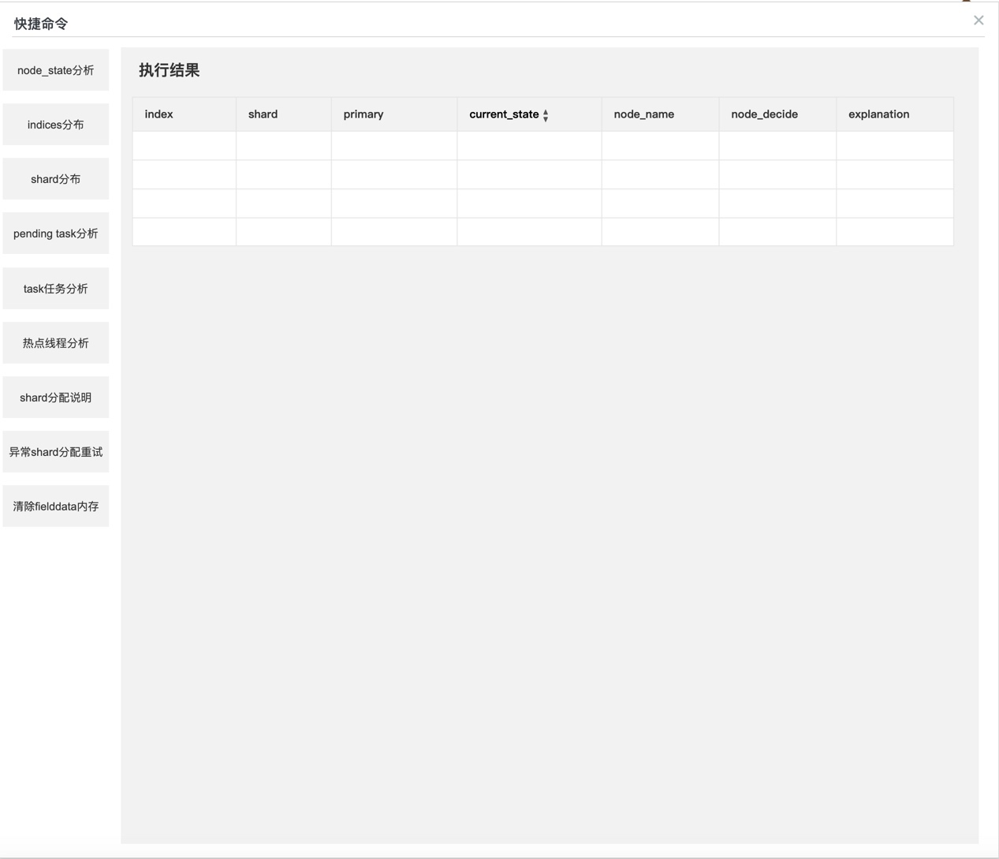 快捷命令
node_state分析
indices分布
shard分布
pending task分析
task任务分析
热点线程分析
shard分配说明
异常shard分配重试
清除fielddata内存
执行结果
index shard primary current_state node_name node_decide explanation